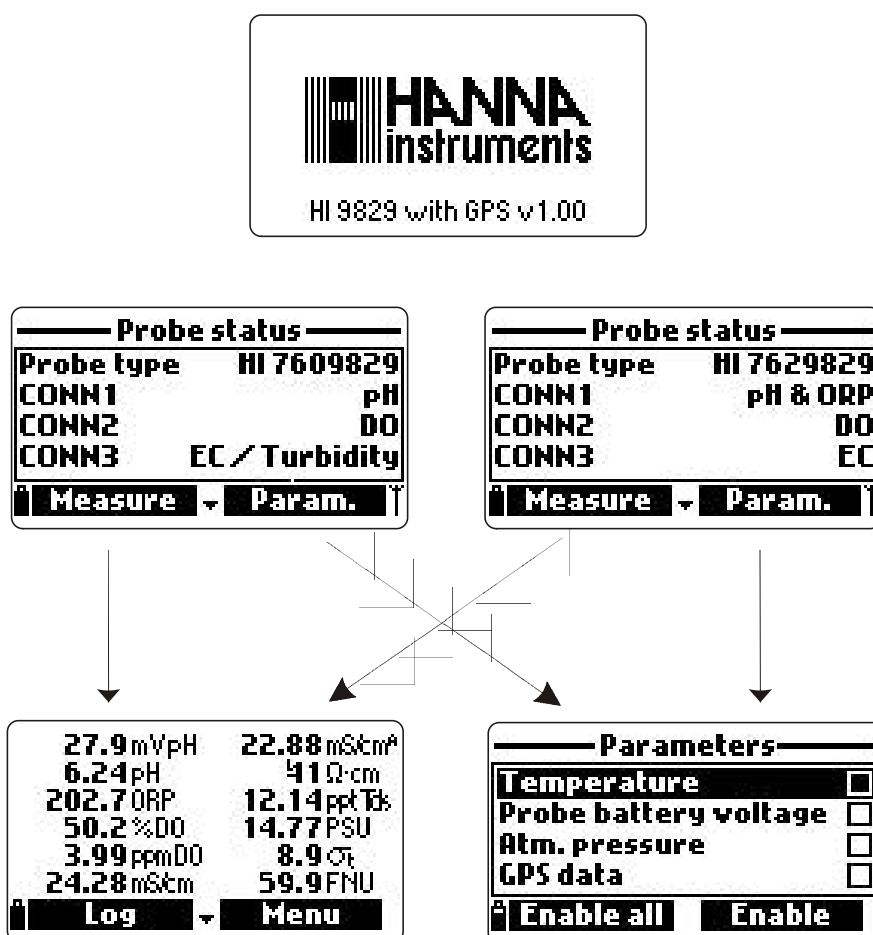 HANNA
instruments
HI 9829 with GPS v1.00
Probe status
Probe type HI 7609829
CONN1 pH
CONN2 DO
CONN3 EC/Turbidity
Measure Param.
Probe status
Probe type HI 7629829
CONN1 pH & ORP
CONN2 DO
CONN3 EC
Measure Param.
27.9 mVpH 22.88 mS/cmᴬ
6.24 pH 41 Ω·cm
202.7 ORP 12.14 ppt Tds
50.2 %DO 14.77 PSU
3.99 ppmDO 8.9 σt
24.28 mS/cm 59.9 FNU
Log Menu
Parameters
Temperature
Probe battery voltage
Atm. pressure
GPS data
Enable all Enable